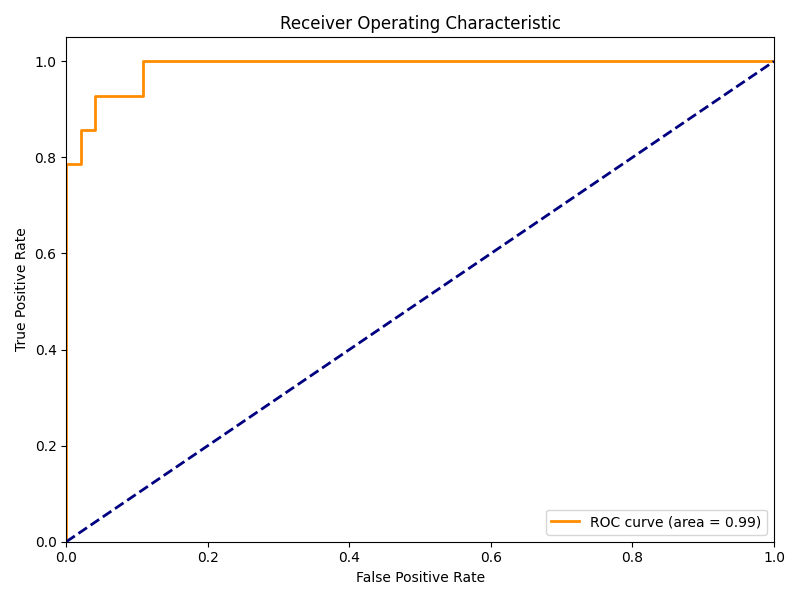 Receiver Operating Characteristic
True Positive Rate
1.0
0.8
0.6
0.4
0.2
0.0
ROC curve (area = 0.99)
0.0 0.2 0.4 0.6 0.8 1.0
False Positive Rate